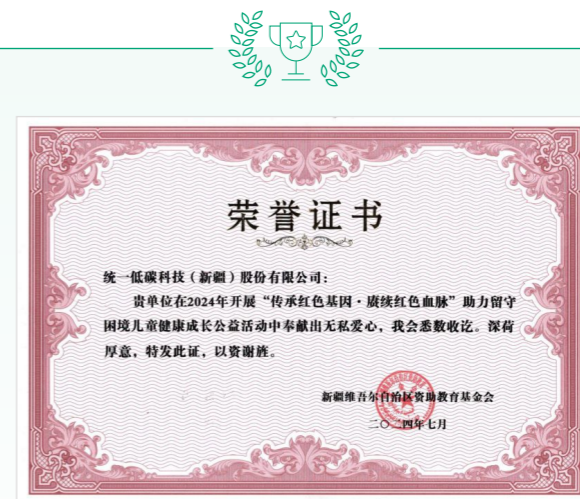 荣誉证书
统一低碳科技（新疆）股份有限公司：
贵单位在2024年开展“传承红色基因·赓续红色血脉”助力留守
困境儿童健康成长公益活动中奉献出无私爱心，我会悉数收讫。深荷
厚意，特发此证，以资谢旌。
新疆维吾尔自治区资助教育基金会
二〇二四年七月